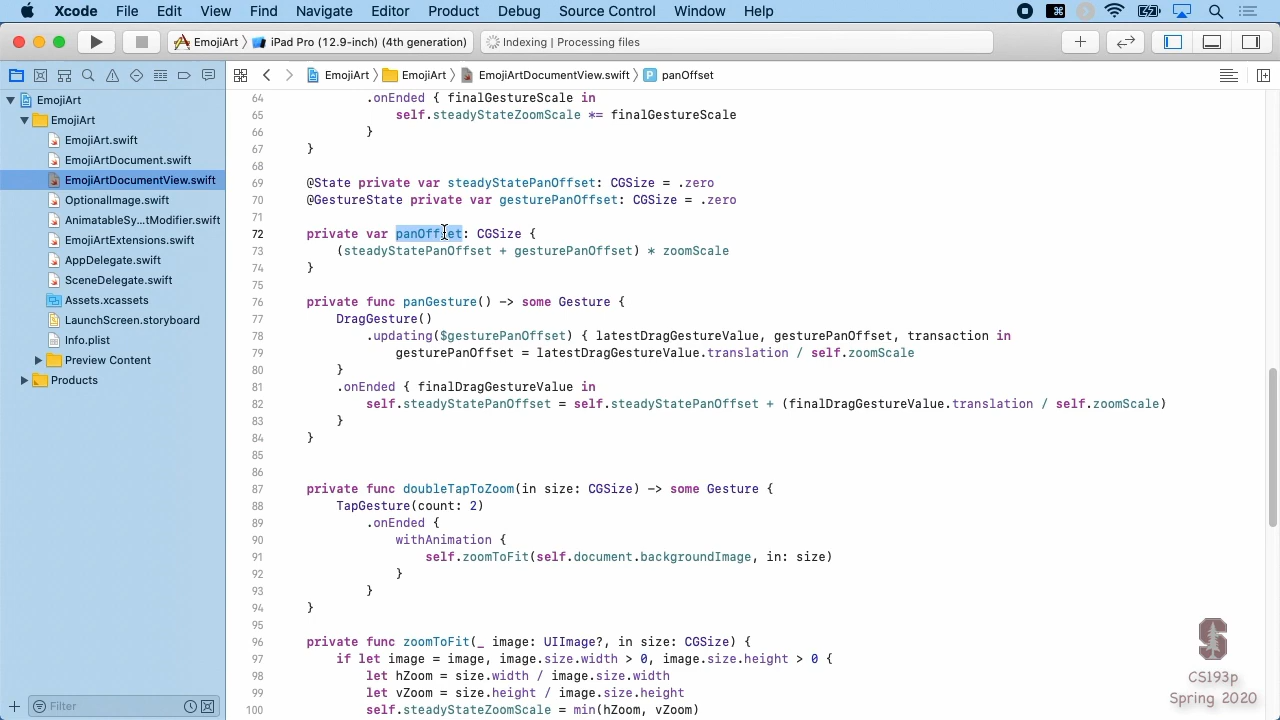 Xcode File Edit View Find Navigate Editor Product Debug Source Control Window Help
EmojiArt iPad Pro (12.9-inch) (4th generation) Indexing | Processing files
EmojiArt EmojiArt EmojiArtDocumentView.swift P panOffset
EmojiArt
EmojiArt
EmojiArt.swift
EmojiArtDocument.swift
EmojiArtDocumentView.swift
OptionalImage.swift
AnimatableSy...tModifier.swift
EmojiArtExtensions.swift
AppDelegate.swift
SceneDelegate.swift
Assets.xcassets
LaunchScreen.storyboard
Info.plist
Preview Content
Products
Filter
64 .onEnded { finalGestureScale in
65 self.steadyStateZoomScale *= finalGestureScale
66 }
67 }
68
69 @State private var steadyStatePanOffset: CGSize = .zero
70 @GestureState private var gesturePanOffset: CGSize = .zero
71
72 private var panOffset: CGSize {
73 (steadyStatePanOffset + gesturePanOffset) * zoomScale
74 }
75
76 private func panGesture() -> some Gesture {
77 DragGesture()
78 .updating($gesturePanOffset) { latestDragGestureValue, gesturePanOffset, transaction in
79 gesturePanOffset = latestDragGestureValue.translation / self.zoomScale
80 }
81 .onEnded { finalDragGestureValue in
82 self.steadyStatePanOffset = self.steadyStatePanOffset + (finalDragGestureValue.translation / self.zoomScale)
83 }
84 }
85
86
87 private func doubleTapToZoom(in size: CGSize) -> some Gesture {
88 TapGesture(count: 2)
89 .onEnded {
90 withAnimation {
91 self.zoomToFit(self.document.backgroundImage, in: size)
92 }
93 }
94 }
95
96 private func zoomToFit(_ image: UIImage?, in size: CGSize) {
97 if let image = image, image.size.width > 0, image.size.height > 0 {
98 let hZoom = size.width / image.size.width
99 let vZoom = size.height / image.size.height
100 self.steadyStateZoomScale = min(hZoom, vZoom)
CS193p
Spring 2020